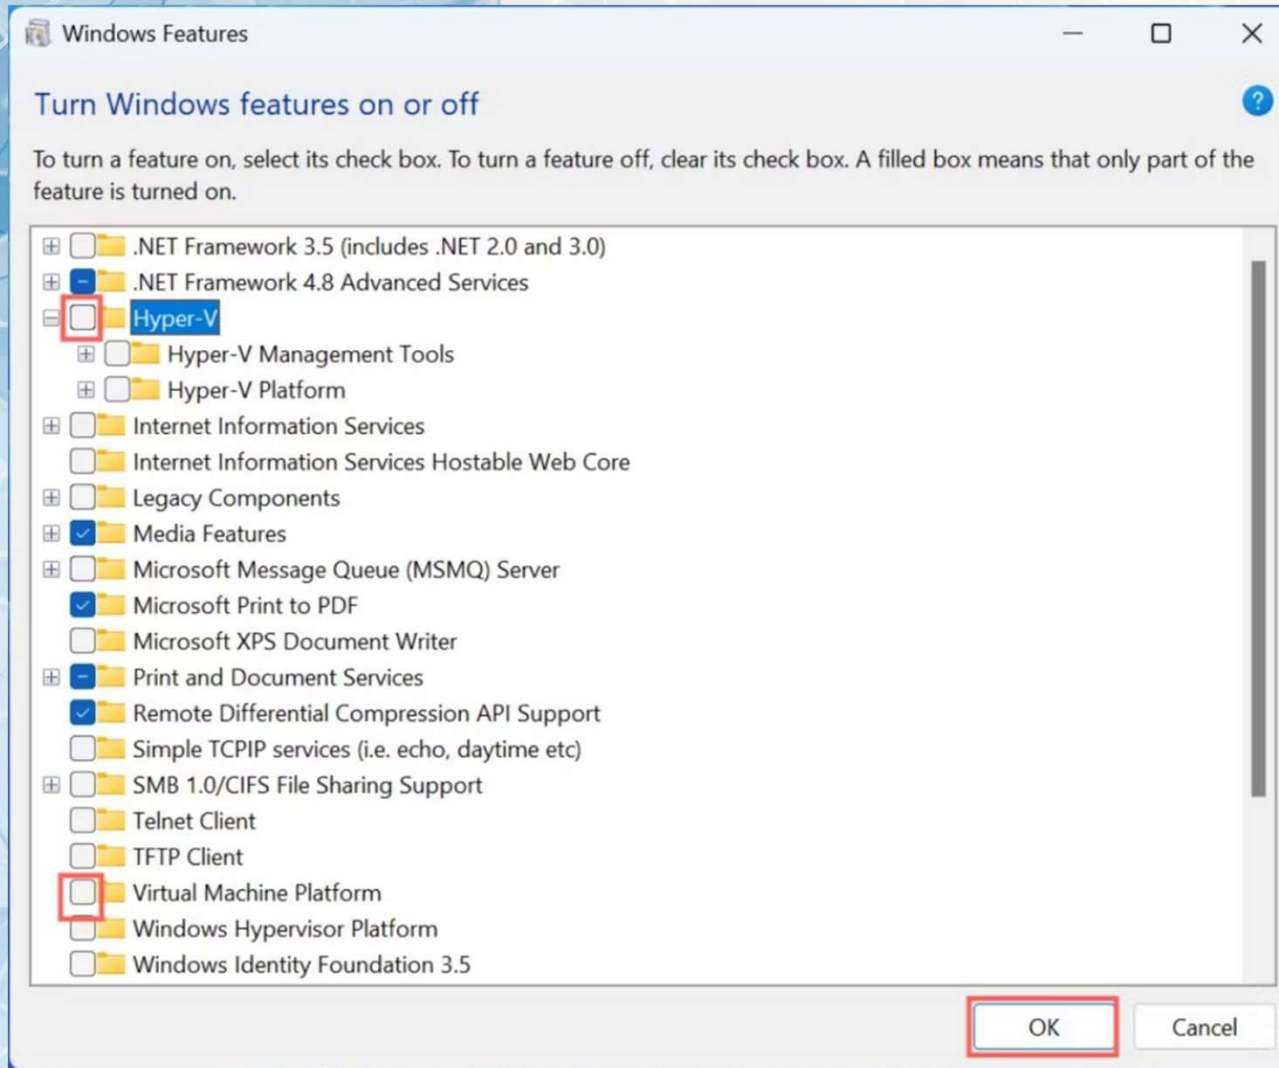 Windows Features
Turn Windows features on or off
?
To turn a feature on, select its check box. To turn a feature off, clear its check box. A filled box means that only part of the
feature is turned on.
.NET Framework 3.5 (includes .NET 2.0 and 3.0)
.NET Framework 4.8 Advanced Services
Hyper-V
Hyper-V Management Tools
Hyper-V Platform
Internet Information Services
Internet Information Services Hostable Web Core
Legacy Components
Media Features
Microsoft Message Queue (MSMQ) Server
Microsoft Print to PDF
Microsoft XPS Document Writer
Print and Document Services
Remote Differential Compression API Support
Simple TCPIP services (i.e. echo, daytime etc)
SMB 1.0/CIFS File Sharing Support
Telnet Client
TFTP Client
Virtual Machine Platform
Windows Hypervisor Platform
Windows Identity Foundation 3.5
OK Cancel